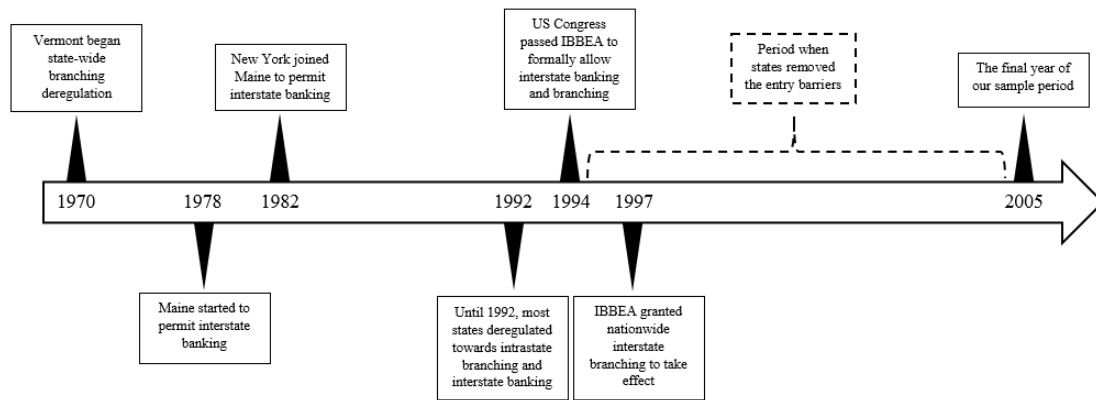 Vermont began
state-wide
branching
deregulation
New York joined
Maine to permit
interstate banking
US Congress
passed IBBEA to
formally allow
interstate banking
and branching
Period when
states removed
the entry barriers
The final year of
our sample period
1970
1978
1982
1992
1994
1997
2005
Maine started to
permit interstate
banking
Until 1992, most
states deregulated
towards intrastate
branching and
interstate banking
IBBEA granted
nationwide
interstate
branching to take
effect